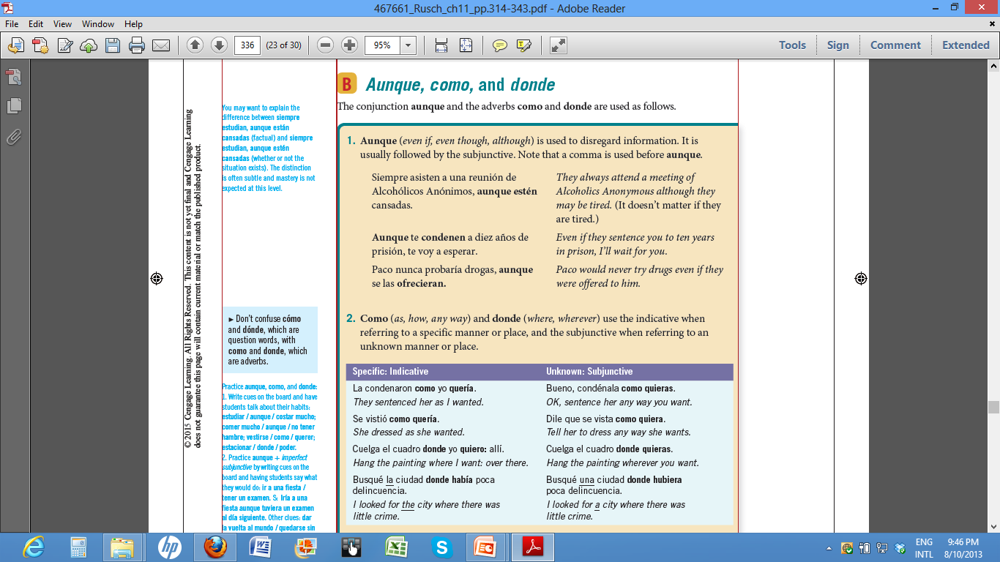 467661_Rusch_ch11_pp.314-343.pdf - Adobe Reader
File Edit View Window Help
336 (23 of 30) 95% Tools Sign Comment Extended
B Aunque, como, and donde
The conjunction aunque and the adverbs como and donde are used as follows.
1. Aunque (even if, even though, although) is used to disregard information. It is
usually followed by the subjunctive. Note that a comma is used before aunque.
Siempre asisten a una reunión de
Alcohólicos Anónimos, aunque estén
cansadas.
They always attend a meeting of
Alcoholics Anonymous although they
may be tired. (It doesn't matter if they
are tired.)
Aunque te condenen a diez años de
prisión, te voy a esperar.
Even if they sentence you to ten years
in prison, I'll wait for you.
Paco nunca probaría drogas, aunque
se las ofrecieran.
Paco would never try drugs even if they
were offered to him.
2. Como (as, how, any way) and donde (where, wherever) use the indicative when
referring to a specific manner or place, and the subjunctive when referring to an
unknown manner or place.
Specific: Indicative
Unknown: Subjunctive
La condenaron como yo quería.
They sentenced her as I wanted.
Bueno, condénala como quieras.
OK, sentence her any way you want.
Se vistió como quería.
She dressed as she wanted.
Dile que se vista como quiera.
Tell her to dress any way she wants.
Cuelga el cuadro donde yo quiero: allí.
Hang the painting where I want: over there.
Cuelga el cuadro donde quieras.
Hang the painting wherever you want.
Busqué la ciudad donde había poca
delincuencia.
I looked for the city where there was
little crime.
Busqué una ciudad donde hubiera
poca delincuencia.
I looked for a city where there was
little crime.
You may want to explain the
difference between siempre
estudian, aunque están
cansadas (factual) and siempre
estudian, aunque estén
cansadas (whether or not the
situation exists). The distinction
is often subtle and mastery is not
expected at this level.
► Don't confuse cómo
and dónde, which are
question words, with
como and donde, which
are adverbs.
Practice aunque, como, and donde:
1. Write cues on the board and have
students talk about their habits:
estudiar / aunque / costar mucho;
comer mucho / aunque / no tener
hambre; vestirse / como / querer;
estacionar / donde / poder.
2. Practice aunque + imperfect
subjunctive by writing cues on the
board and having students say what
they would do: ir a una fiesta /
tener un examen. S: Iría a una
fiesta aunque tuviera un examen
al día siguiente. Other clues: dar
la vuelta al mundo / quedarse sin
© 2015 Cengage Learning. All Rights Reserved. This content is not yet final and Cengage Learning
does not guarantee this page will contain current material or match the published product.
ENG 9:46 PM
INTL 8/10/2013